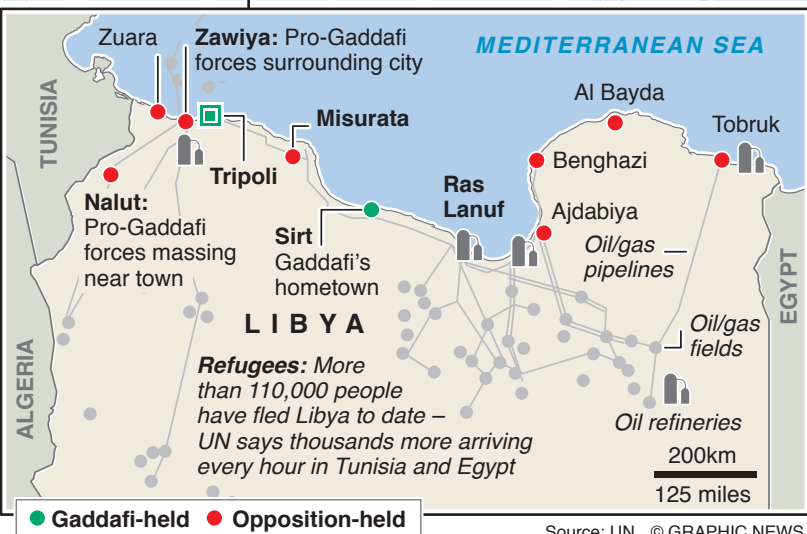 Zuara
Zawiya: Pro-Gaddafi
forces surrounding city
MEDITERRANEAN SEA
TUNISIA
Al Bayda
Misurata
Tobruk
Benghazi
Tripoli
Nalut:
Pro-Gaddafi
forces massing
near town
Ras
Lanuf
Sirt
Gaddafi's
hometown
Ajdabiya
Oil/gas
pipelines
EGYPT
LIBYA
Oil/gas
fields
ALGERIA
Refugees: More
than 110,000 people
have fled Libya to date –
UN says thousands more arriving
every hour in Tunisia and Egypt
Oil refineries
200km
125 miles
Gaddafi-held
Opposition-held
Source: UN © GRAPHIC NEWS